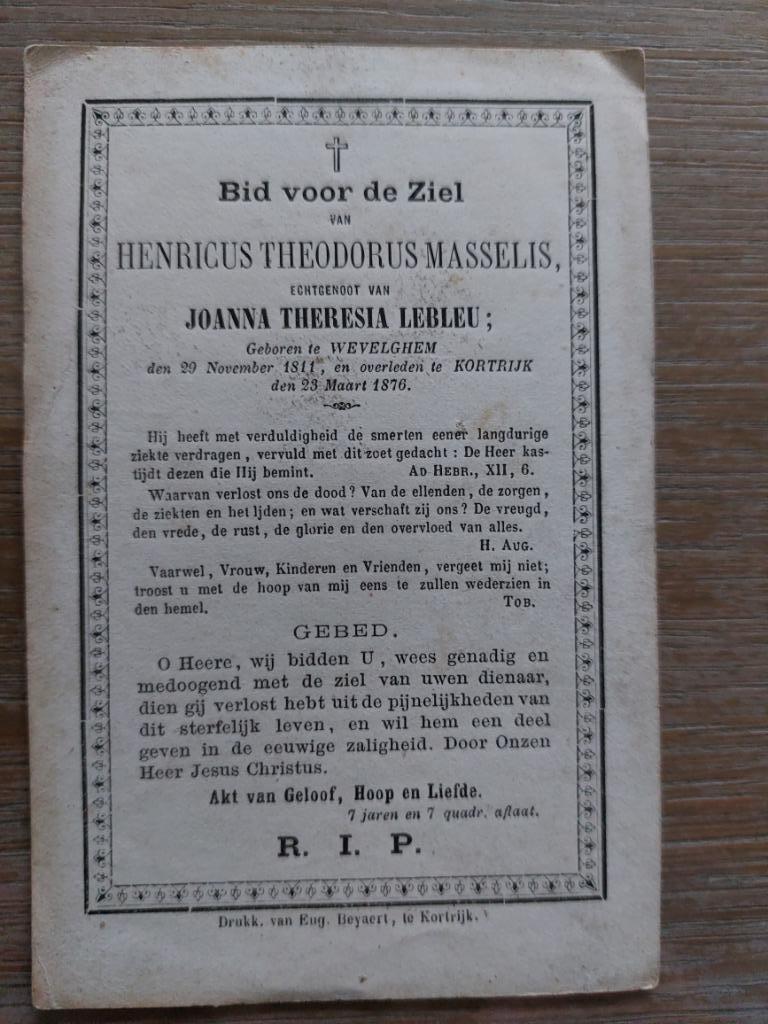 Bid voor de Ziel
VAN
HENRICUS THEODORUS MASSELIS,
ECHTGENOOT VAN
JOANNA THERESIA LEBLEU;
Geboren te WEVELGHEM
den 29 November 1811, en overleden te KORTRIJK
den 23 Maart 1876.
Hij heeft met verduldigheid de smerten eener langdurige
ziekte verdragen, vervuld met dit zoet gedacht: De Heer kas-
tijdt dezen die Hij bemint. AD HEBR., XII, 6.
Waarvan verlost ons de dood? Van de ellenden, de zorgen,
de ziekten en het ljden; en wat verschaft zij ons? De vreugd,
den vrede, de rust, de glorie en den overvloed van alles.
H. AUG.
Vaarwel, Vrouw, Kinderen en Vrienden, vergeet mij niet;
troost u met de hoop van mij eens te zullen wederzien in
den hemel. TOB.
GEBED.
O Heere, wij bidden U, wees genadig en
medoogend met de ziel van uwen dienaar,
dien gij verlost hebt uit de pijnelijkheden van
dit sterfelijk leven, en wil hem een deel
geven in de eeuwige zaligheid. Door Onzen
Heer Jesus Christus.
Akt van Geloof, Hoop en Liefde.
7 jaren en 7 quadr. aflaat.
R. I. P.
Drukk. van Eug. Beyaert, te Kortrijk.